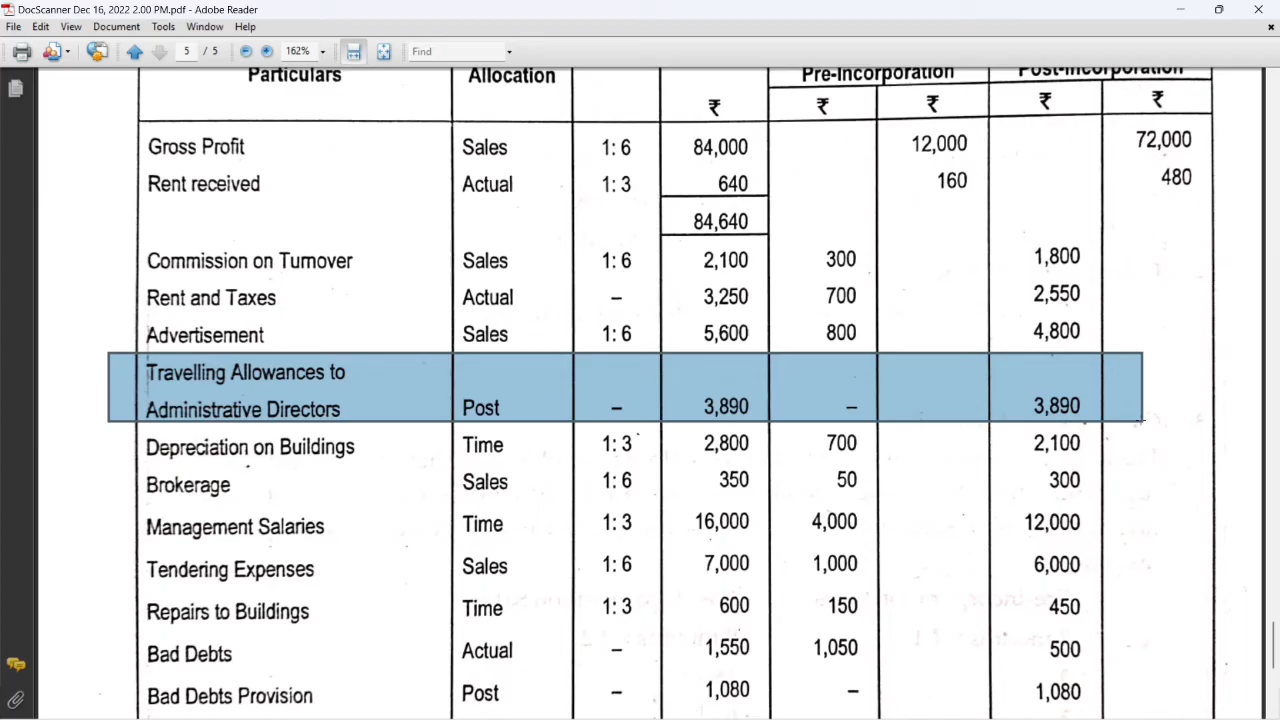 DocScanner Dec 16, 2022 2.00 PM.pdf - Adobe Reader
File Edit View Document Tools Window Help
5 / 5 162% Find
Particulars Allocation Pre-Incorporation Post-Incorporation
₹ ₹ ₹ ₹ ₹
Gross Profit Sales 1: 6 84,000 12,000 72,000
Rent received Actual 1: 3 640 160 480
84,640
Commission on Turnover Sales 1: 6 2,100 300 1,800
Rent and Taxes Actual – 3,250 700 2,550
Advertisement Sales 1: 6 5,600 800 4,800
Travelling Allowances to
Administrative Directors Post – 3,890 – 3,890
Depreciation on Buildings Time 1: 3 2,800 700 2,100
Brokerage Sales 1: 6 350 50 300
Management Salaries Time 1: 3 16,000 4,000 12,000
Tendering Expenses Sales 1: 6 7,000 1,000 6,000
Repairs to Buildings Time 1: 3 600 150 450
Bad Debts Actual – 1,550 1,050 500
Bad Debts Provision Post – 1,080 – 1,080